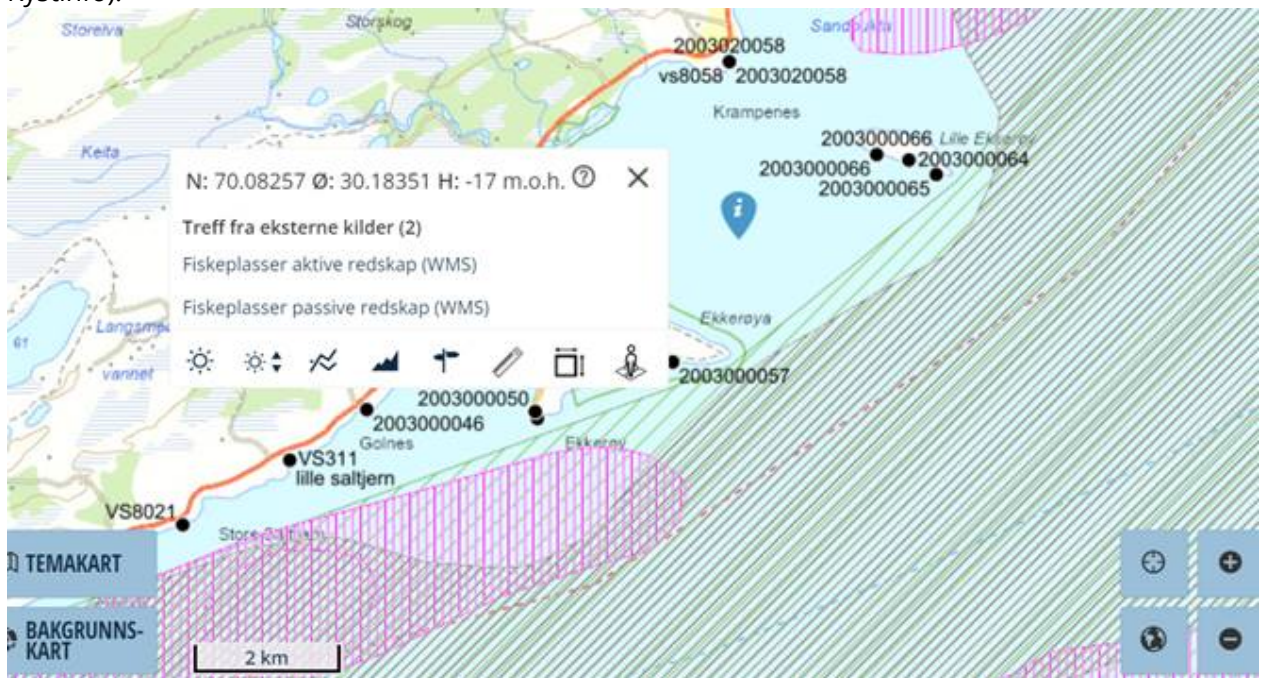 Storelva
Storskog
2003020058
vs8058 2003020058
Krampenes
2003000066 Lille
2003000064
2003000066
2003000065
Keita
N: 70.08257 Ø: 30.18351 H: -17 m.o.h.
Treff fra eksterne kilder (2)
Fiskeplasser aktive redskap (WMS)
Fiskeplasser passive redskap (WMS)
61
vannet
Ekkerøya
2003000057
2003000050
2003000046
Golnes
Ekkerøy
VS311
lille saltjern
VS8021
Store
TEMAKART
BAKGRUNNS-
KART
2 km